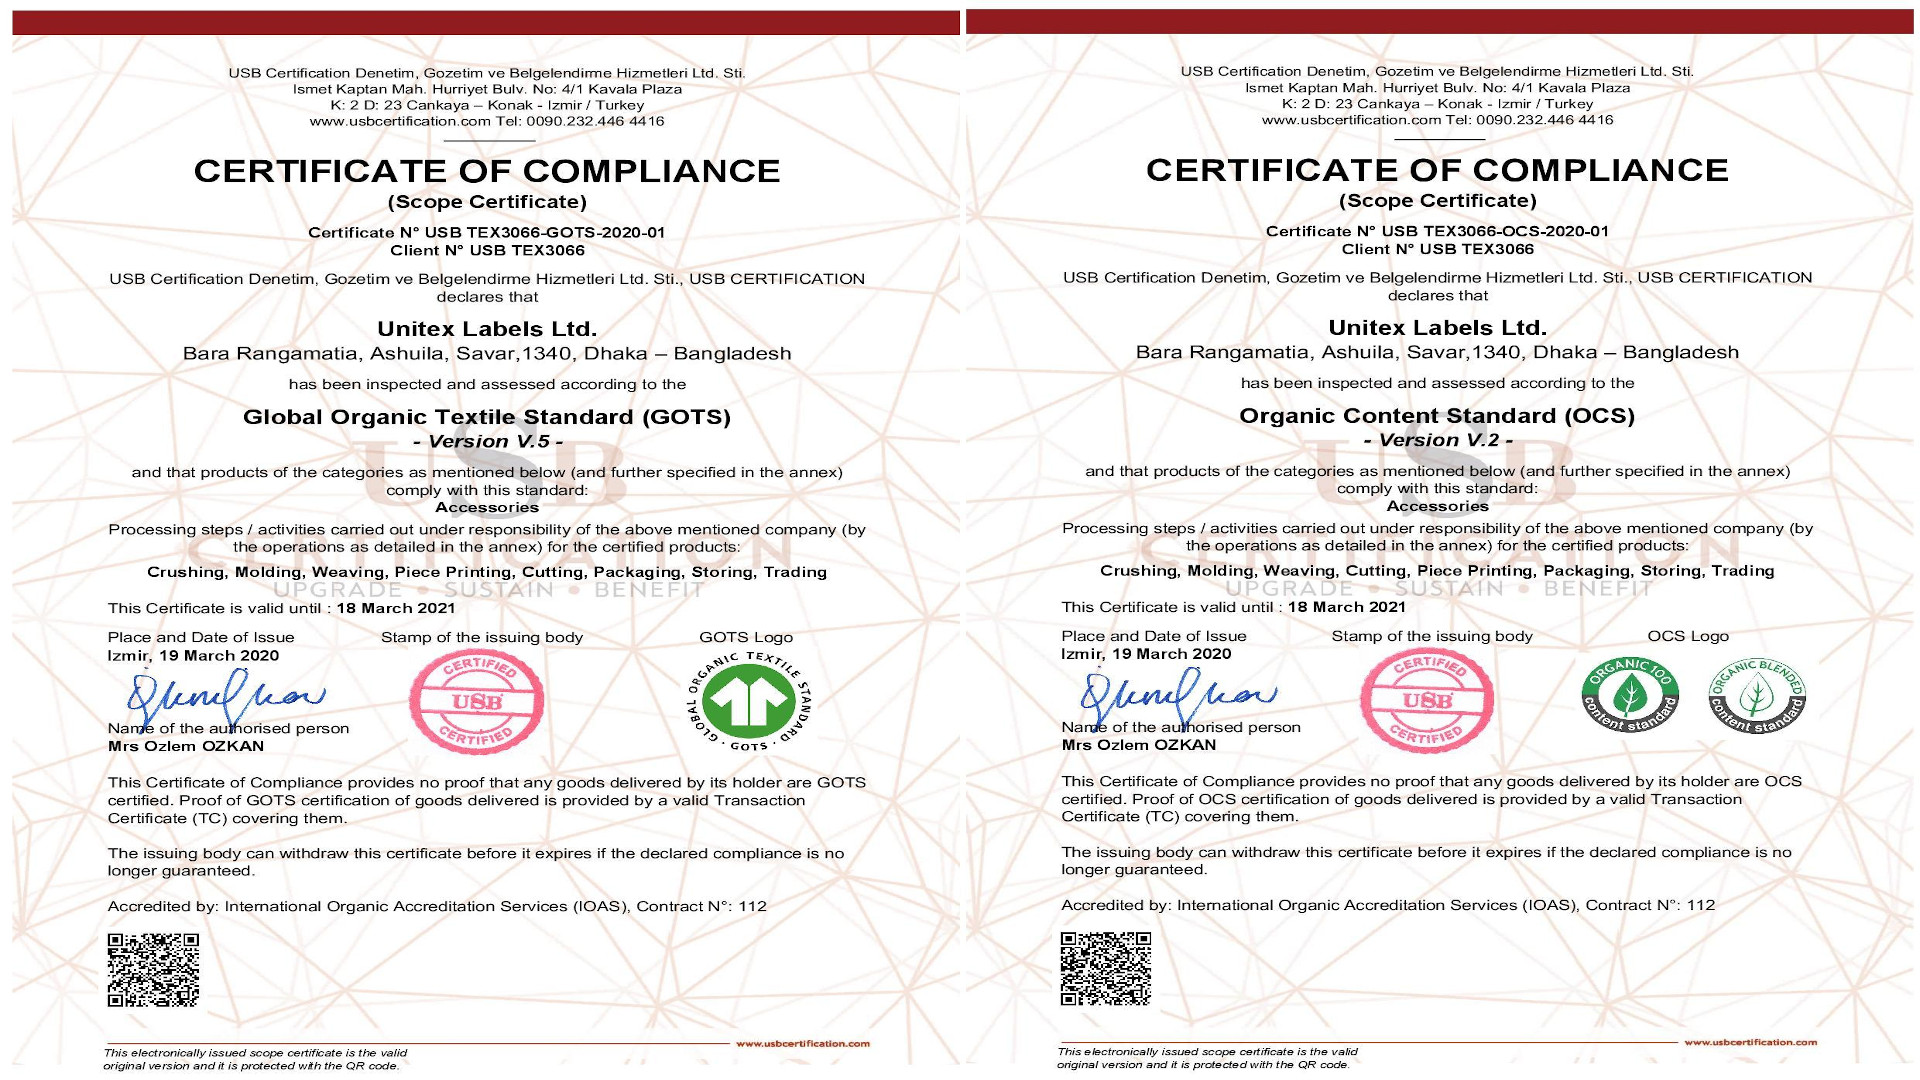 USB Certification Denetim, Gozetim ve Belgelendirme Hizmetleri Ltd. Sti.
Ismet Kaptan Mah. Hurriyet Bulv. No: 4/1 Kavala Plaza
K: 2 D: 23 Cankaya – Konak - Izmir / Turkey
www.usbcertification.com Tel: 0090.232.446 4416
CERTIFICATE OF COMPLIANCE
(Scope Certificate)
Certificate N° USB TEX3066-GOTS-2020-01
Client N° USB TEX3066
USB Certification Denetim, Gozetim ve Belgelendirme Hizmetleri Ltd. Sti., USB CERTIFICATION
declares that
Unitex Labels Ltd.
Bara Rangamatia, Ashuila, Savar,1340, Dhaka – Bangladesh
has been inspected and assessed according to the
Global Organic Textile Standard (GOTS)
- Version V.5 -
and that products of the categories as mentioned below (and further specified in the annex)
comply with this standard:
Accessories
Processing steps / activities carried out under responsibility of the above mentioned company (by
the operations as detailed in the annex) for the certified products:
Crushing, Molding, Weaving, Piece Printing, Cutting, Packaging, Storing, Trading
USB
CERTIFICATION
UPGRADE • SUSTAIN • BENEFIT
This Certificate is valid until : 18 March 2021
Place and Date of Issue
Izmir, 19 March 2020
Stamp of the issuing body
GOTS Logo
CERTIFIED
USB
CERTIFIED
GLOBAL ORGANIC TEXTILE STANDARD · GOTS ·
Name of the authorised person
Mrs Ozlem OZKAN
This Certificate of Compliance provides no proof that any goods delivered by its holder are GOTS
certified. Proof of GOTS certification of goods delivered is provided by a valid Transaction
Certificate (TC) covering them.
The issuing body can withdraw this certificate before it expires if the declared compliance is no
longer guaranteed.
Accredited by: International Organic Accreditation Services (IOAS), Contract N°: 112
www.usbcertification.com
This electronically issued scope certificate is the valid
original version and it is protected with the QR code.
USB Certification Denetim, Gozetim ve Belgelendirme Hizmetleri Ltd. Sti.
Ismet Kaptan Mah. Hurriyet Bulv. No: 4/1 Kavala Plaza
K: 2 D: 23 Cankaya – Konak - Izmir / Turkey
www.usbcertification.com Tel: 0090.232.446 4416
CERTIFICATE OF COMPLIANCE
(Scope Certificate)
Certificate N° USB TEX3066-OCS-2020-01
Client N° USB TEX3066
USB Certification Denetim, Gozetim ve Belgelendirme Hizmetleri Ltd. Sti., USB CERTIFICATION
declares that
Unitex Labels Ltd.
Bara Rangamatia, Ashuila, Savar,1340, Dhaka – Bangladesh
has been inspected and assessed according to the
Organic Content Standard (OCS)
- Version V.2 -
and that products of the categories as mentioned below (and further specified in the annex)
comply with this standard:
Accessories
Processing steps / activities carried out under responsibility of the above mentioned company (by
the operations as detailed in the annex) for the certified products:
Crushing, Molding, Weaving, Cutting, Piece Printing, Packaging, Storing, Trading
USB
CERTIFICATION
UPGRADE • SUSTAIN • BENEFIT
This Certificate is valid until : 18 March 2021
Place and Date of Issue
Izmir, 19 March 2020
Stamp of the issuing body
OCS Logo
CERTIFIED
USB
CERTIFIED
ORGANIC 100
content standard
ORGANIC BLENDED
content standard
Name of the authorised person
Mrs Ozlem OZKAN
This Certificate of Compliance provides no proof that any goods delivered by its holder are OCS
certified. Proof of OCS certification of goods delivered is provided by a valid Transaction
Certificate (TC) covering them.
The issuing body can withdraw this certificate before it expires if the declared compliance is no
longer guaranteed.
Accredited by: International Organic Accreditation Services (IOAS), Contract N°: 112
www.usbcertification.com
This electronically issued scope certificate is the valid
original version and it is protected with the QR code.